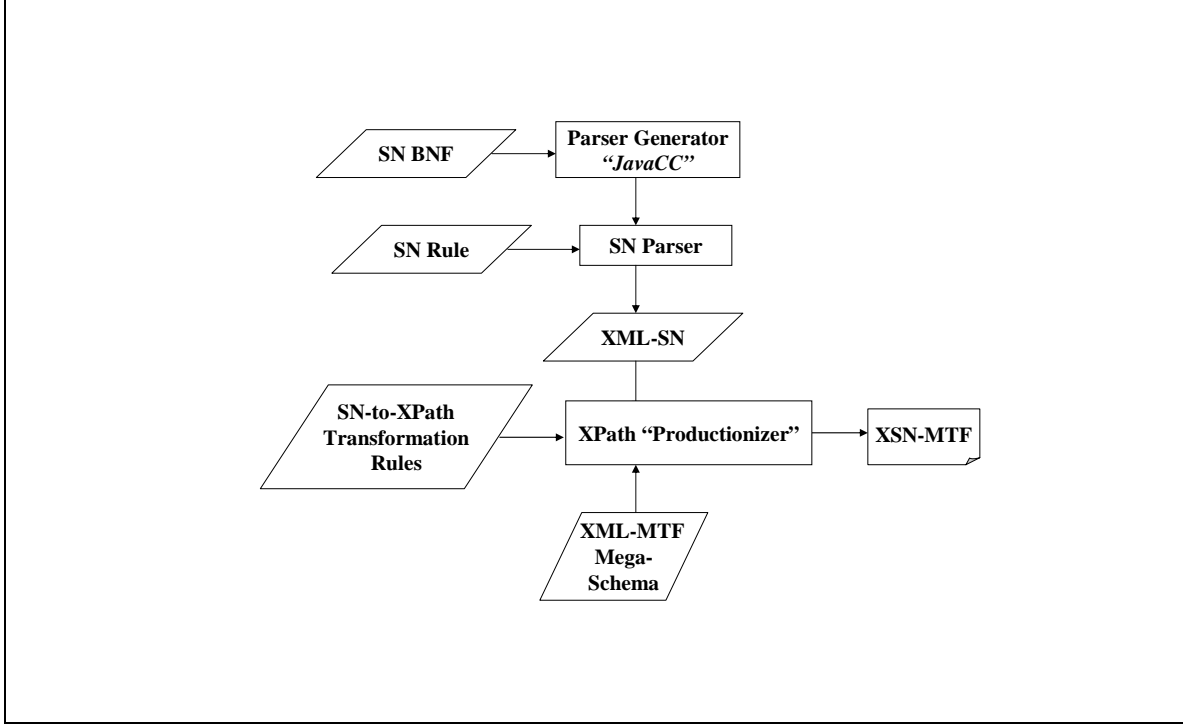 SN BNF
Parser Generator
“JavaCC”
SN Rule
SN Parser
XML-SN
SN-to-XPath
Transformation
Rules
XPath “Productionizer”
XSN-MTF
XML-MTF
Mega-
Schema